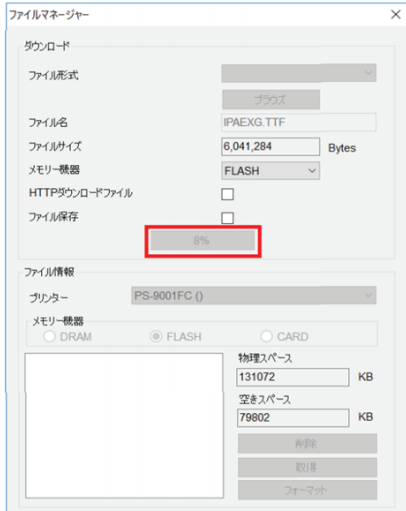 ファイルマネージャー
ダウンロード
ファイル形式
ブラウズ
ファイル名 IPAEXG.TTF
ファイルサイズ 6,041,284 Bytes
メモリー機器 FLASH
HTTPダウンロードファイル
ファイル保存
8%
ファイル情報
プリンター PS-9001FC ()
メモリー機器
DRAM FLASH CARD
物理スペース
131072 KB
空きスペース
79802 KB
削除
取得
フォーマット